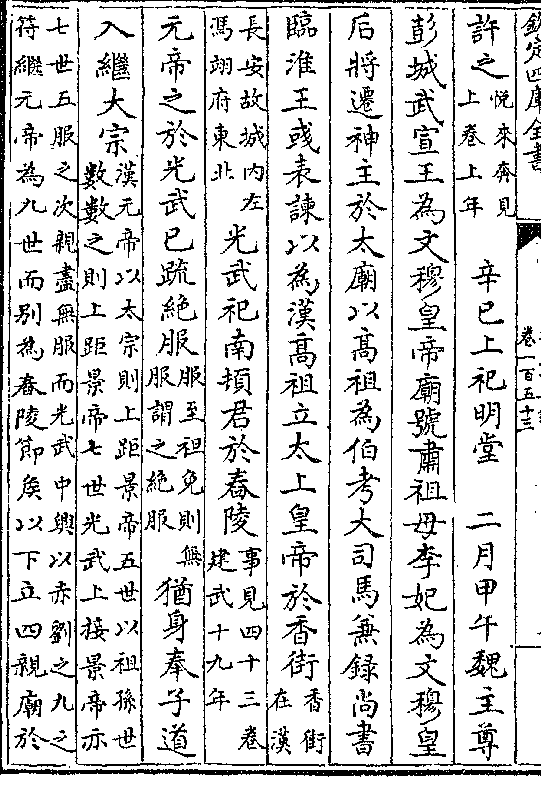 欽定四庫全書
卷一百五十三
許之悅來奔見上卷上年　辛巳上祀明堂　二月甲午魏主尊
彭城武宣王為文穆皇帝廟號肅祖母李妃為文穆皇
后將遷神主於太廟以髙祖為伯考大司馬兼錄尚書
臨淮王彧表諫以為漢髙祖立太上皇帝於香街香街在漢
長安故城内左馮翊府東北光武祀南頓君於舂陵事見四十三卷建武十九年
元帝之於光武已疏絕服服至祖免則無服謂之絶服猶身奉子道
入繼大宗漢元帝以太宗則上距景帝五世以祖孫世數數之則上距景帝七世光武上接景帝亦
七世五服之次親盡無服而光武中興以赤劉之九之符繼元帝為九世而别為舂陵節侯以下立四親廟於